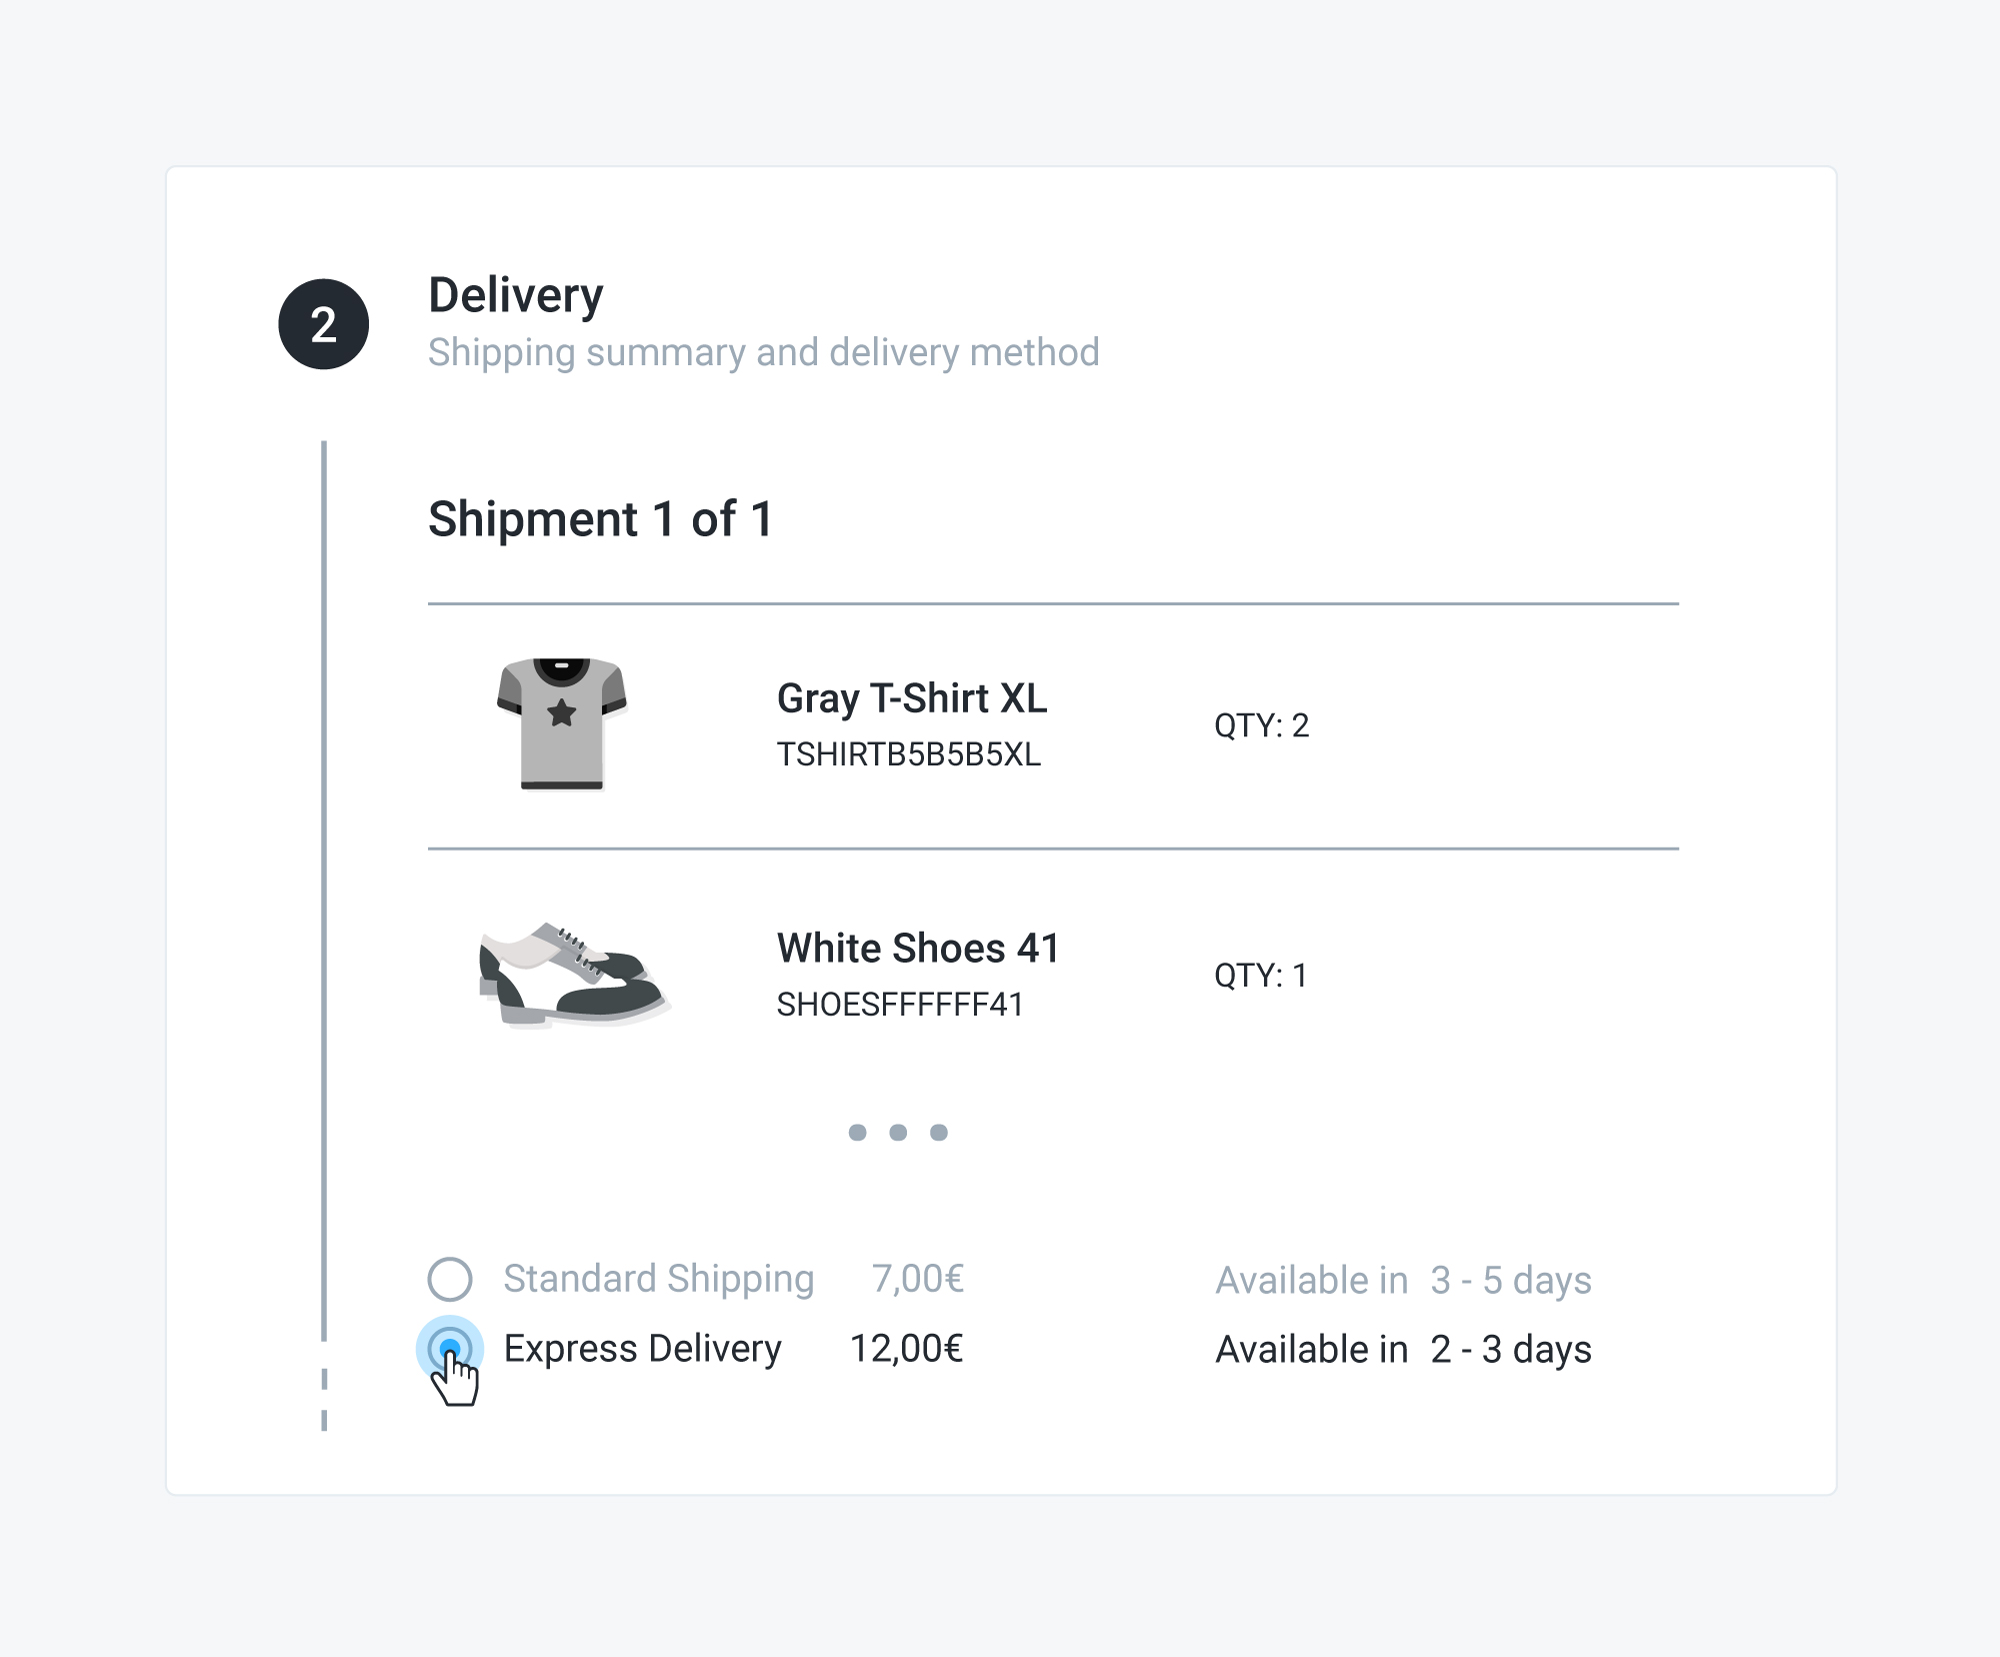 2
Delivery
Shipping summary and delivery method
Shipment 1 of 1
Gray T-Shirt XL
TSHIRTB5B5B5XL
QTY: 2
White Shoes 41
SHOESFFFFFF41
QTY: 1
Standard Shipping 7,00€ Available in 3 - 5 days
Express Delivery 12,00€ Available in 2 - 3 days